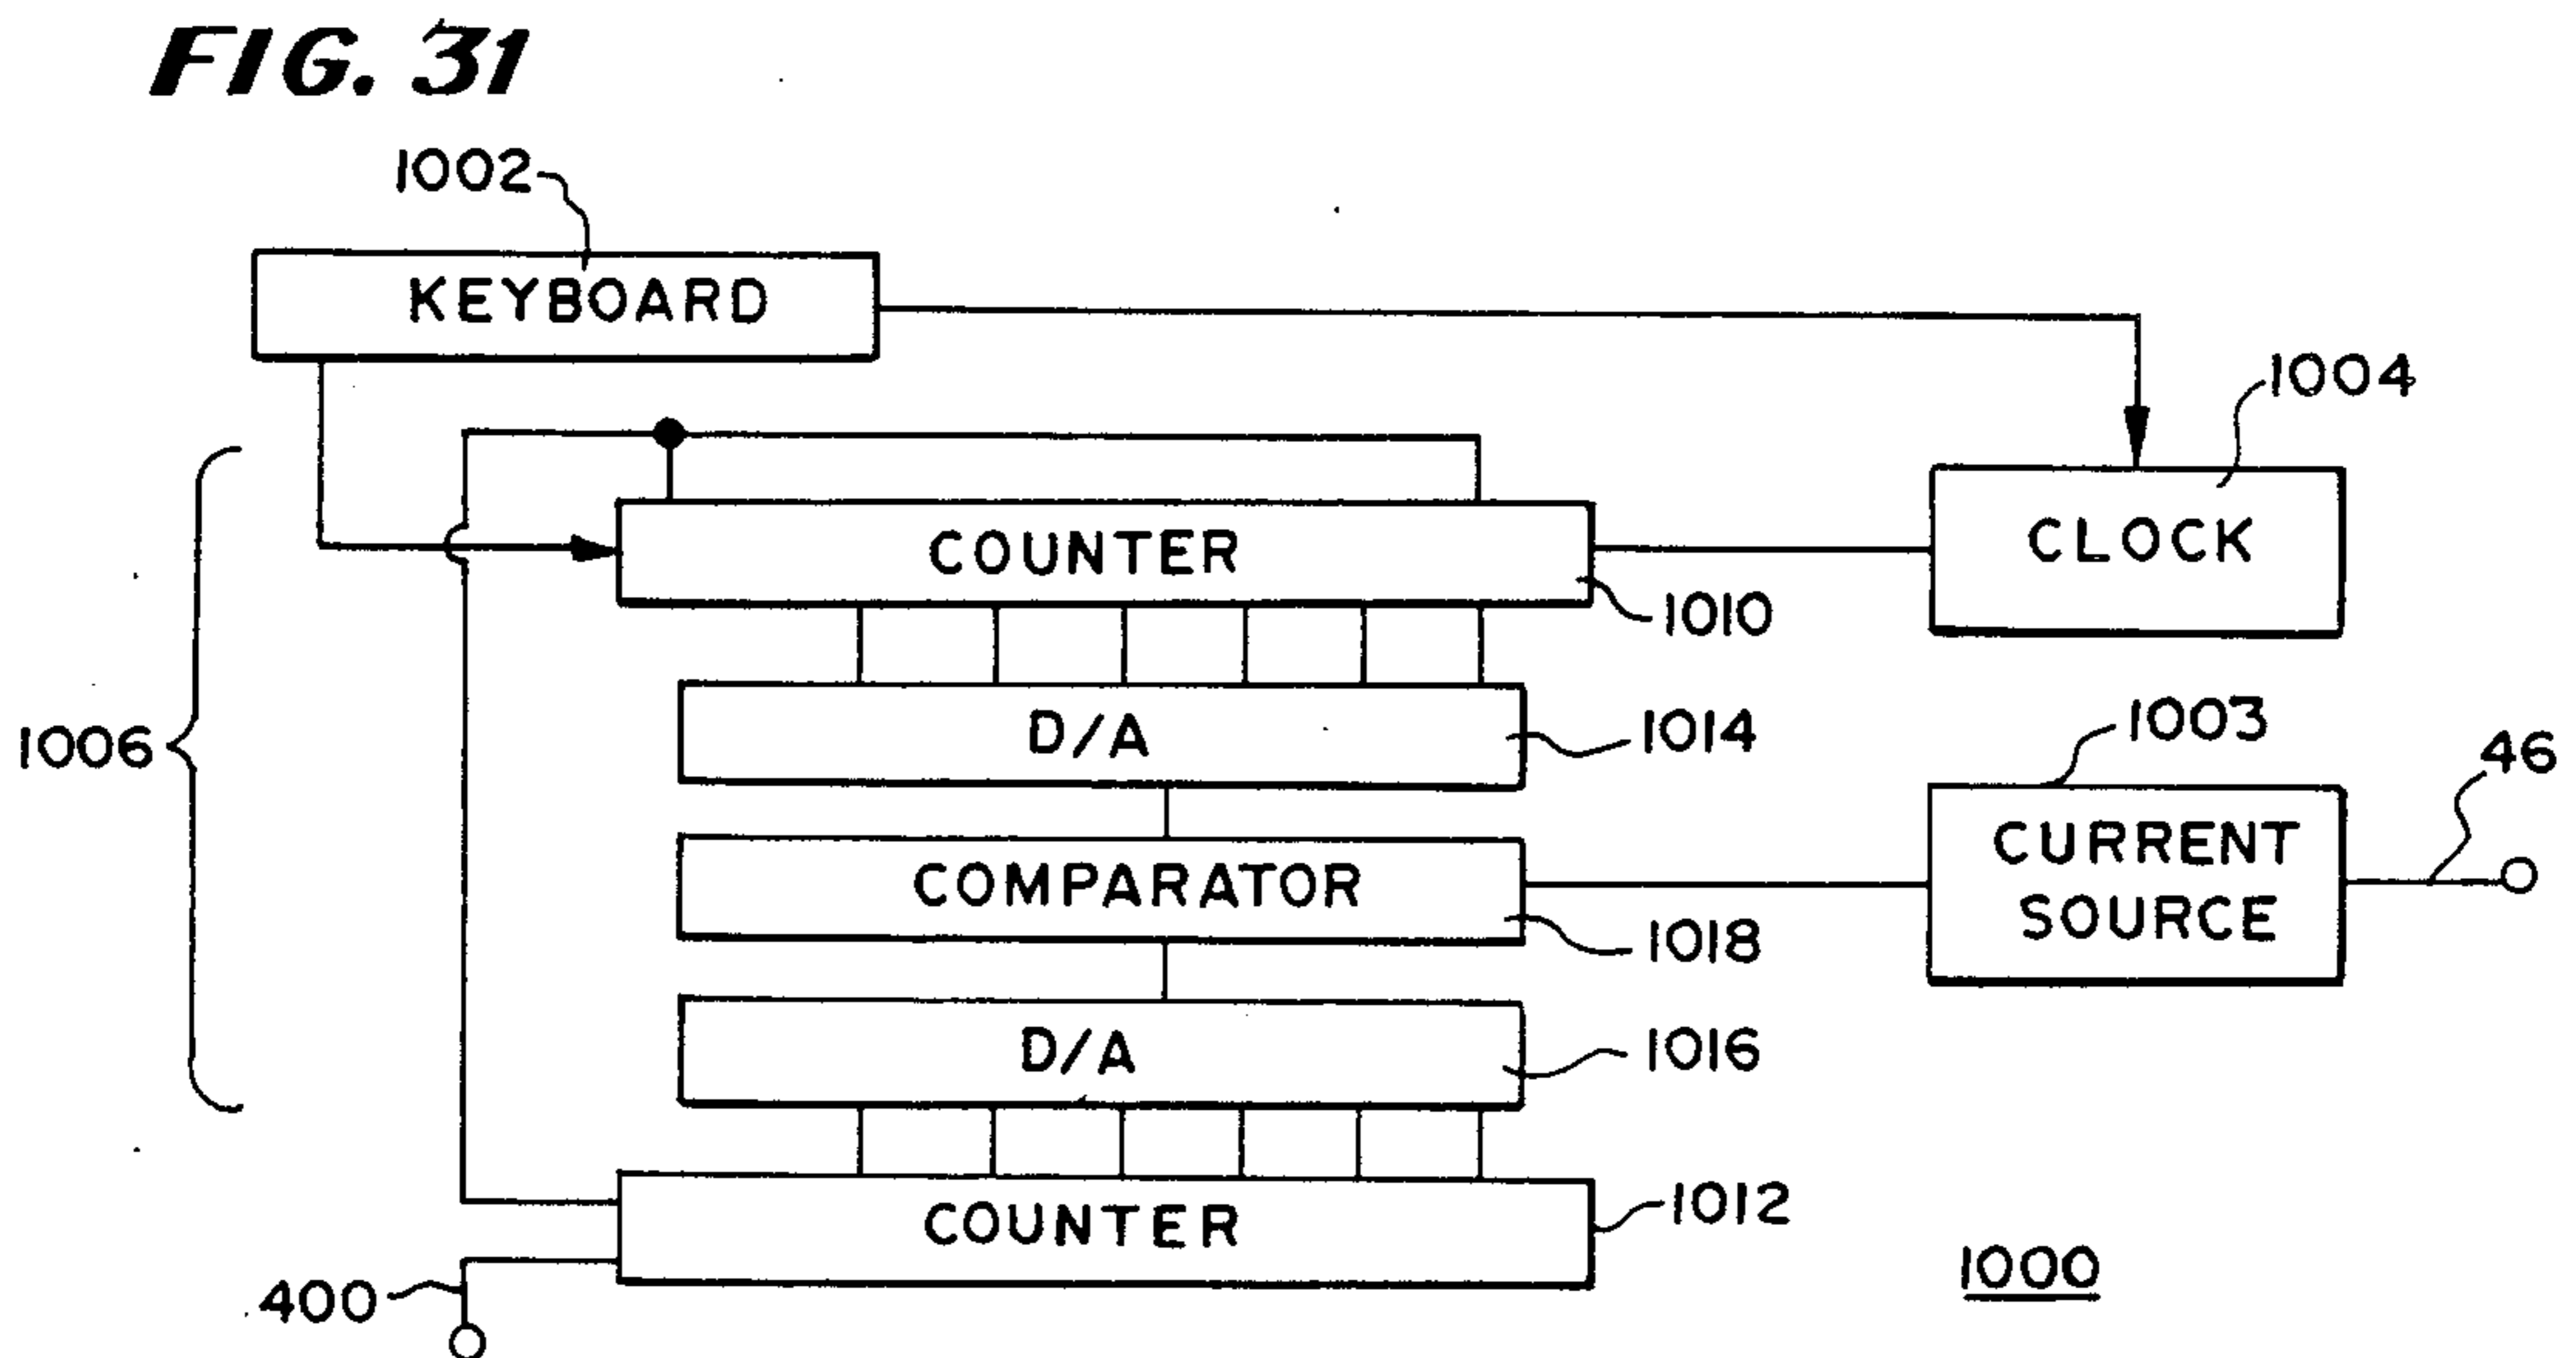 FIG. 31
1002
KEYBOARD
1004
COUNTER
CLOCK
1010
1006
D/A
1014
1003
46
COMPARATOR
CURRENT
SOURCE
1018
D/A
1016
COUNTER
1012
400
1000